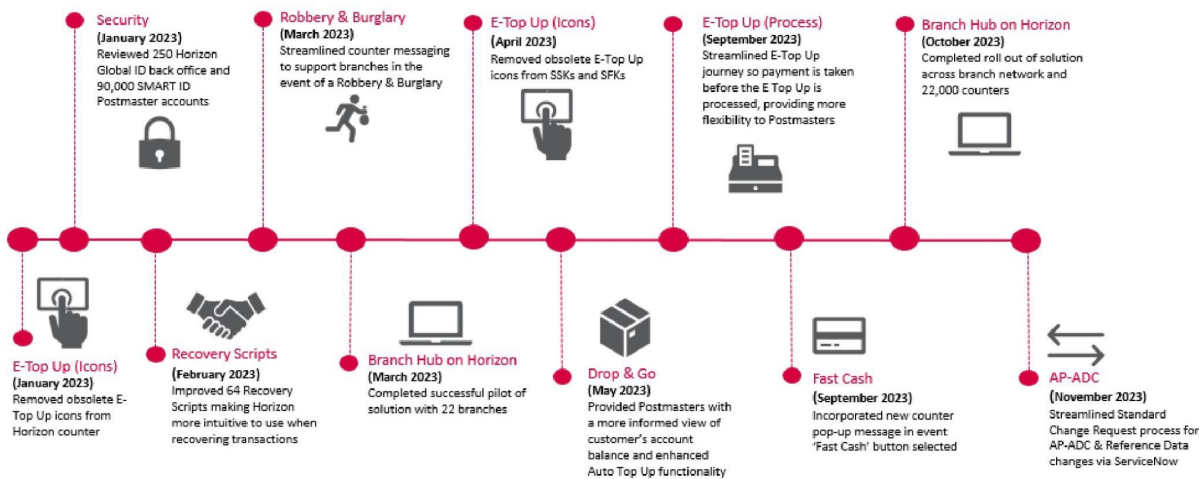 Security
(January 2023)
Reviewed 250 Horizon
Global ID back office and
90,000 SMART ID
Postmaster accounts
Robbery & Burglary
(March 2023)
Streamlined counter messaging
to support branches in the
event of a Robbery & Burglary
E-Top Up (Icons)
(April 2023)
Removed obsolete E-Top Up
icons from SSKs and SFKs
E-Top Up (Process)
(September 2023)
Streamlined E-Top Up
journey so payment is taken
before the E Top Up is
processed, providing more
flexibility to Postmasters
Branch Hub on Horizon
(October 2023)
Completed roll out of solution
across branch network and
22,000 counters
E-Top Up (Icons)
(January 2023)
Removed obsolete E-
Top Up icons from
Horizon counter
Recovery Scripts
(February 2023)
Improved 64 Recovery
Scripts making Horizon
more intuitive to use when
recovering transactions
Branch Hub on Horizon
(March 2023)
Completed successful pilot of
solution with 22 branches
Drop & Go
(May 2023)
Provided Postmasters with
a more informed view of
customer's account
balance and enhanced
Auto Top Up functionality
Fast Cash
(September 2023)
Incorporated new counter
pop-up message in event
'Fast Cash' button selected
AP-ADC
(November 2023)
Streamlined Standard
Change Request process for
AP-ADC & Reference Data
changes via ServiceNow